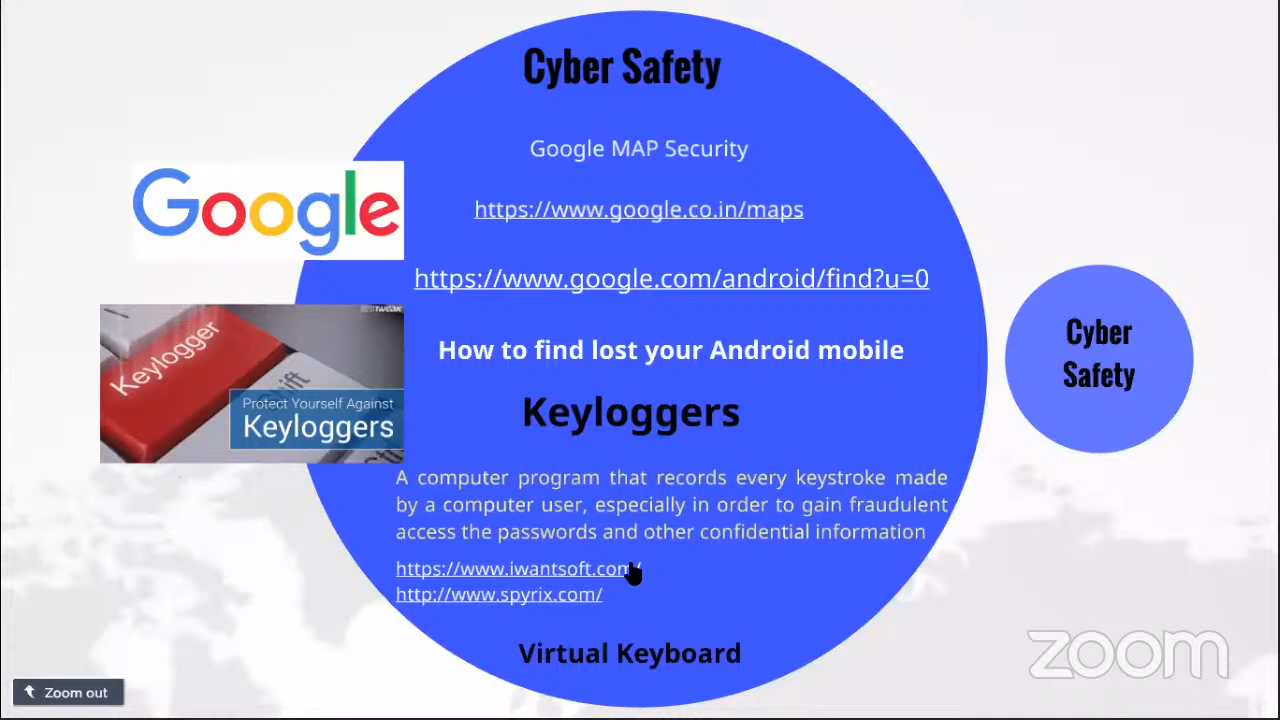 Cyber Safety
Google MAP Security
Google
https://www.google.co.in/maps
https://www.google.com/android/find?u=0
How to find lost your Android mobile
Keylogger
Shift
Protect Yourself Against
Keyloggers
Keyloggers
A computer program that records every keystroke made
by a computer user, especially in order to gain fraudulent
access the passwords and other confidential information
https://www.iwantsoft.com/
http://www.spyrix.com/
Virtual Keyboard
Cyber
Safety
Zoom out
zoom